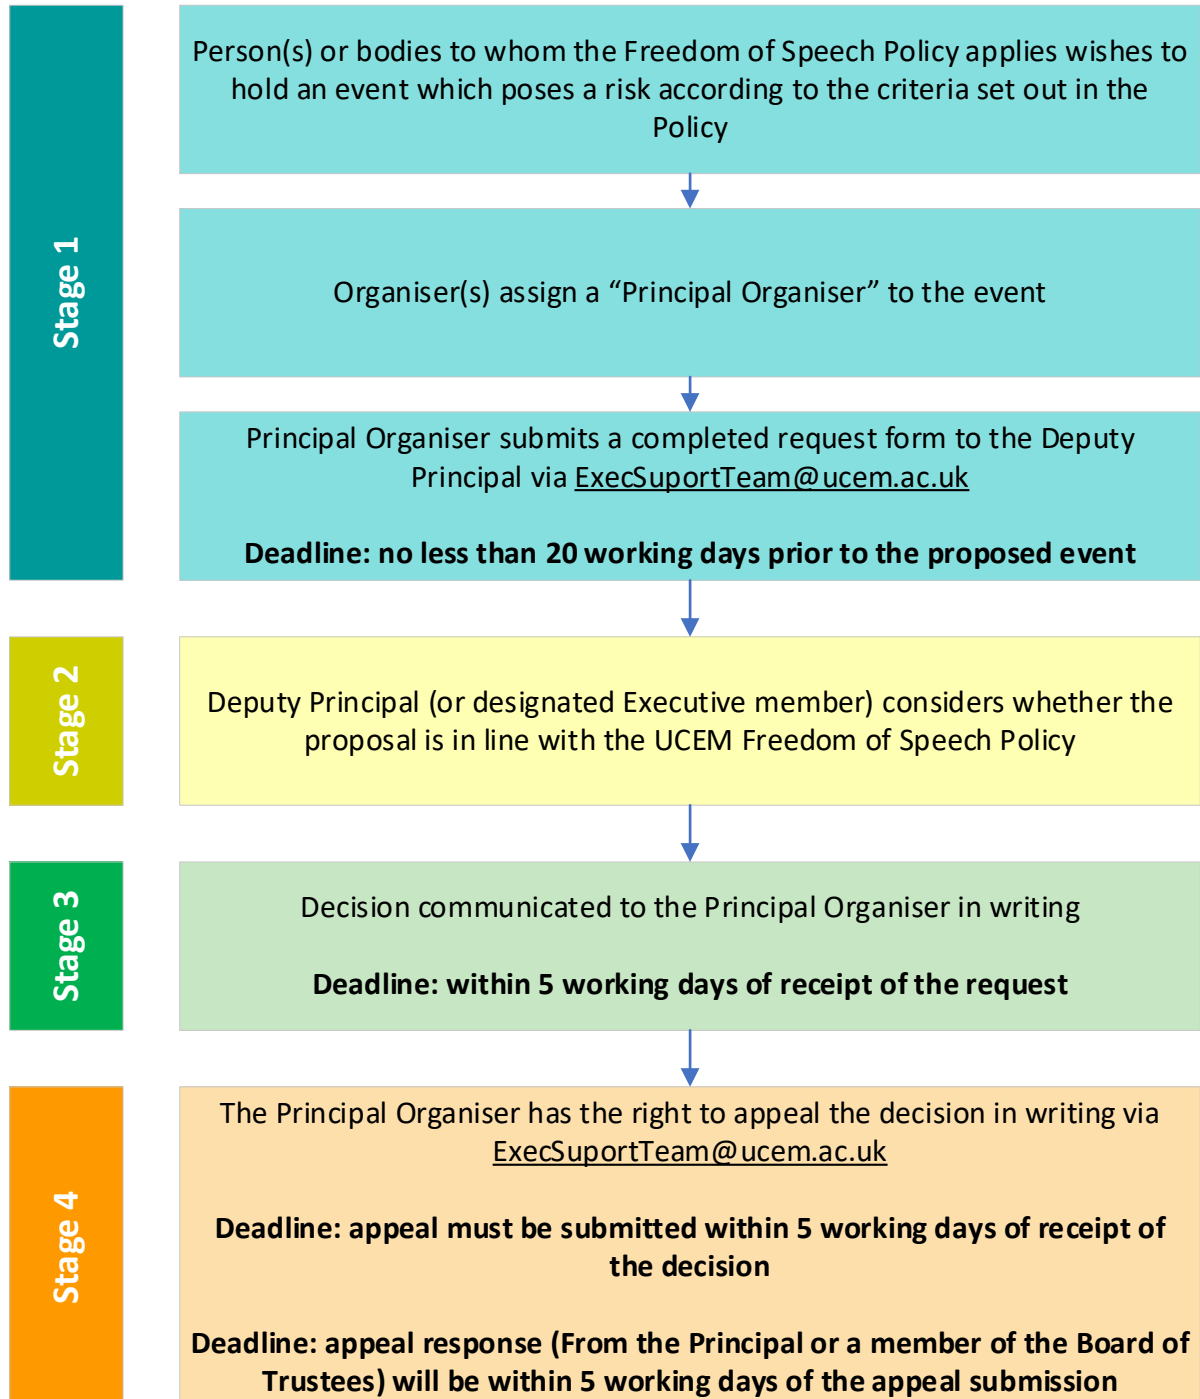 Stage 1
Person(s) or bodies to whom the Freedom of Speech Policy applies wishes to
hold an event which poses a risk according to the criteria set out in the
Policy
Organiser(s) assign a “Principal Organiser” to the event
Principal Organiser submits a completed request form to the Deputy
Principal via ExecSuportTeam@ucem.ac.uk
Deadline: no less than 20 working days prior to the proposed event
Stage 2
Deputy Principal (or designated Executive member) considers whether the
proposal is in line with the UCEM Freedom of Speech Policy
Stage 3
Decision communicated to the Principal Organiser in writing
Deadline: within 5 working days of receipt of the request
Stage 4
The Principal Organiser has the right to appeal the decision in writing via
ExecSuportTeam@ucem.ac.uk
Deadline: appeal must be submitted within 5 working days of receipt of
the decision
Deadline: appeal response (From the Principal or a member of the Board of
Trustees) will be within 5 working days of the appeal submission